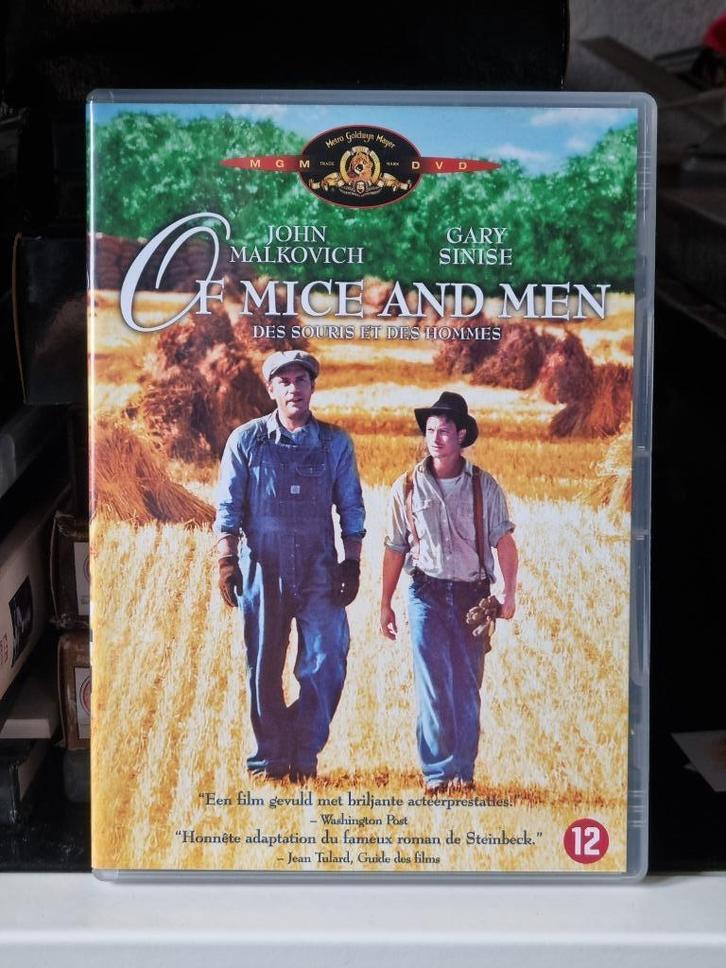 Metro Goldwyn Mayer
MGM TRADE MARK DVD
JOHN MALKOVICH
GARY SINISE
OF MICE AND MEN
DES SOURIS ET DES HOMMES
“Een film gevuld met briljante acteerprestaties.”
– Washington Post
“Honnête adaptation du fameux roman de Steinbeck.”
– Jean Tulard, Guide des films
12